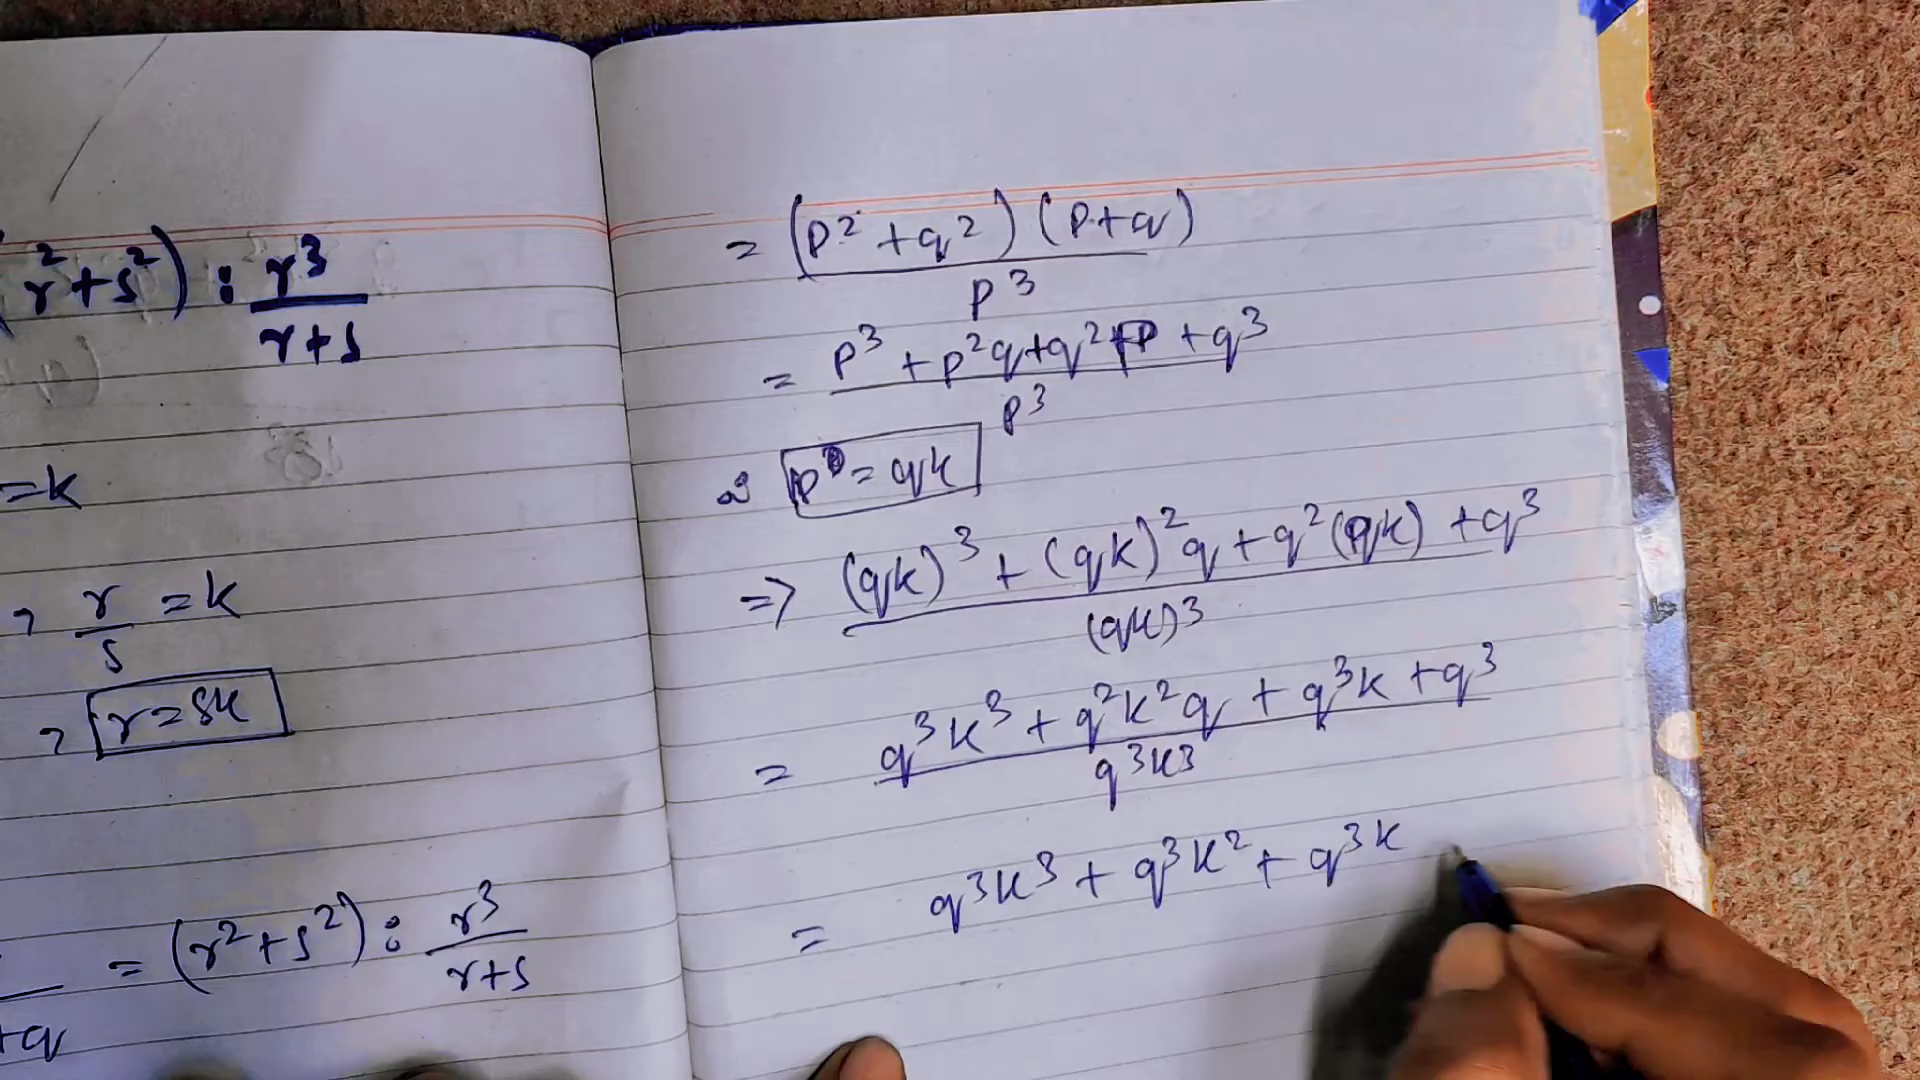 (r²+s²) : r³/(r+s)
=k
, r/s =k
, r=sk
= (r²+s²) : r³/(r+s)
+q
= (p²+q²) (p+q) / p³
= p³+p²q+q²p+q³ / p³
∵ p=qk
=> (qk)³+(qk)²q+q²(qk)+q³ / (qk)³
= q³k³+q²k²q+q³k+q³ / q³k³
= q³k³+q³k²+q³k